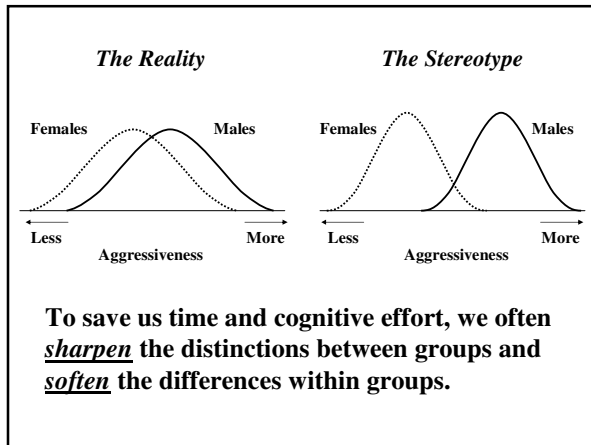 The Reality
The Stereotype
Females
Males
Females
Males
Less
More
Aggressiveness
Less
More
Aggressiveness
To save us time and cognitive effort, we often
sharpen the distinctions between groups and
soften the differences within groups.